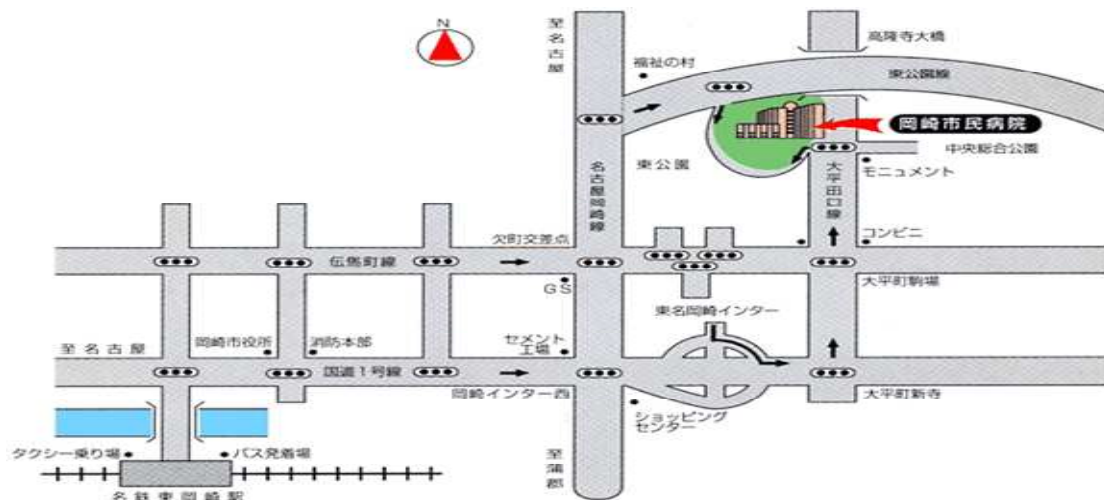 N
至名古屋
高隆寺大橋
福祉の村
東公園線
岡崎市民病院
中央総合公園
東公園
モニュメント
名古屋岡崎線
大平田口線
欠町交差点
コンビニ
伝馬町線
GS
大平町駒場
東名岡崎インター
至名古屋
岡崎市役所
消防本部
セメント
工場
国道1号線
岡崎インター西
大平町新寺
ショッピング
センター
タクシー乗り場
バス発着場
至蒲郡
名鉄東岡崎駅